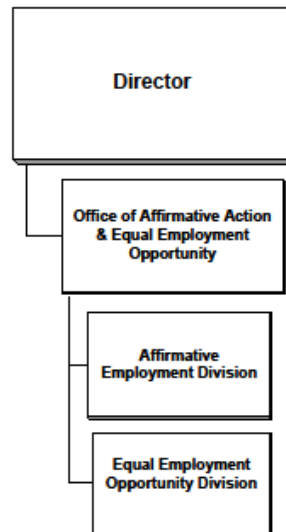 Director
Office of Affirmative Action
& Equal Employment
Opportunity
Affirmative
Employment Division
Equal Employment
Opportunity Division